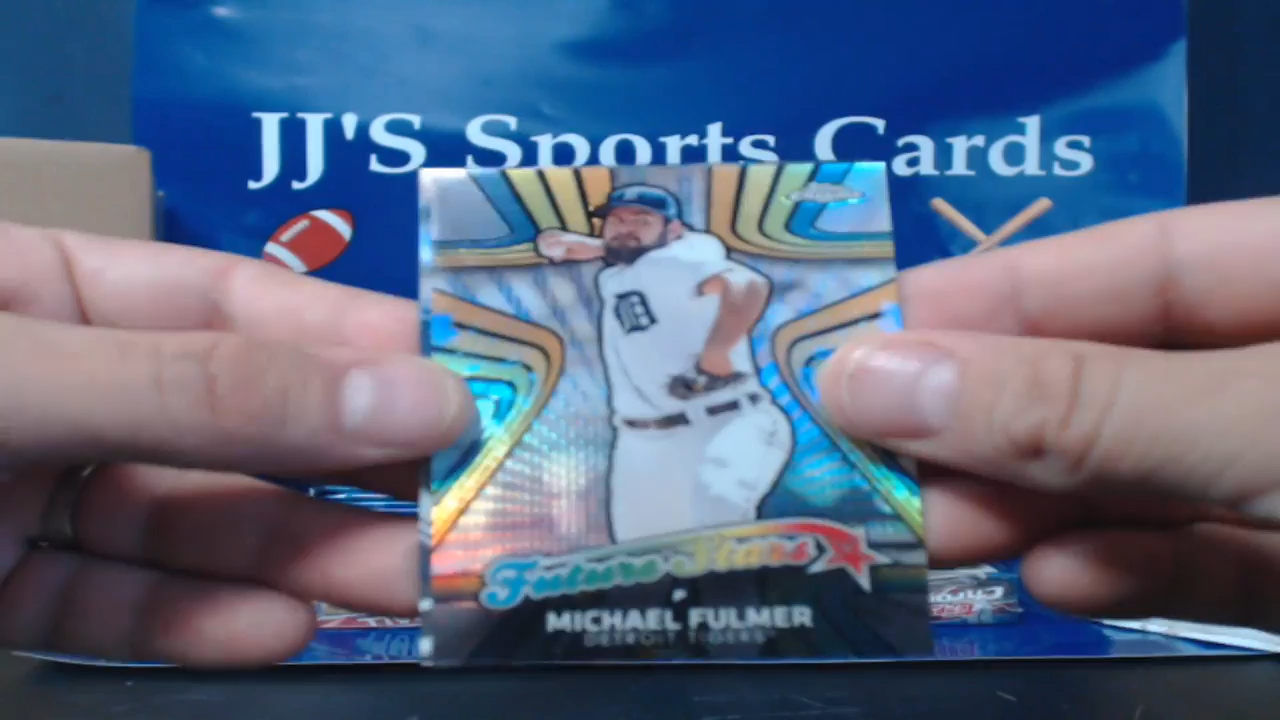 JJ'S Sports Cards
D
Future Stars
P
MICHAEL FULMER
DETROIT TIGERS